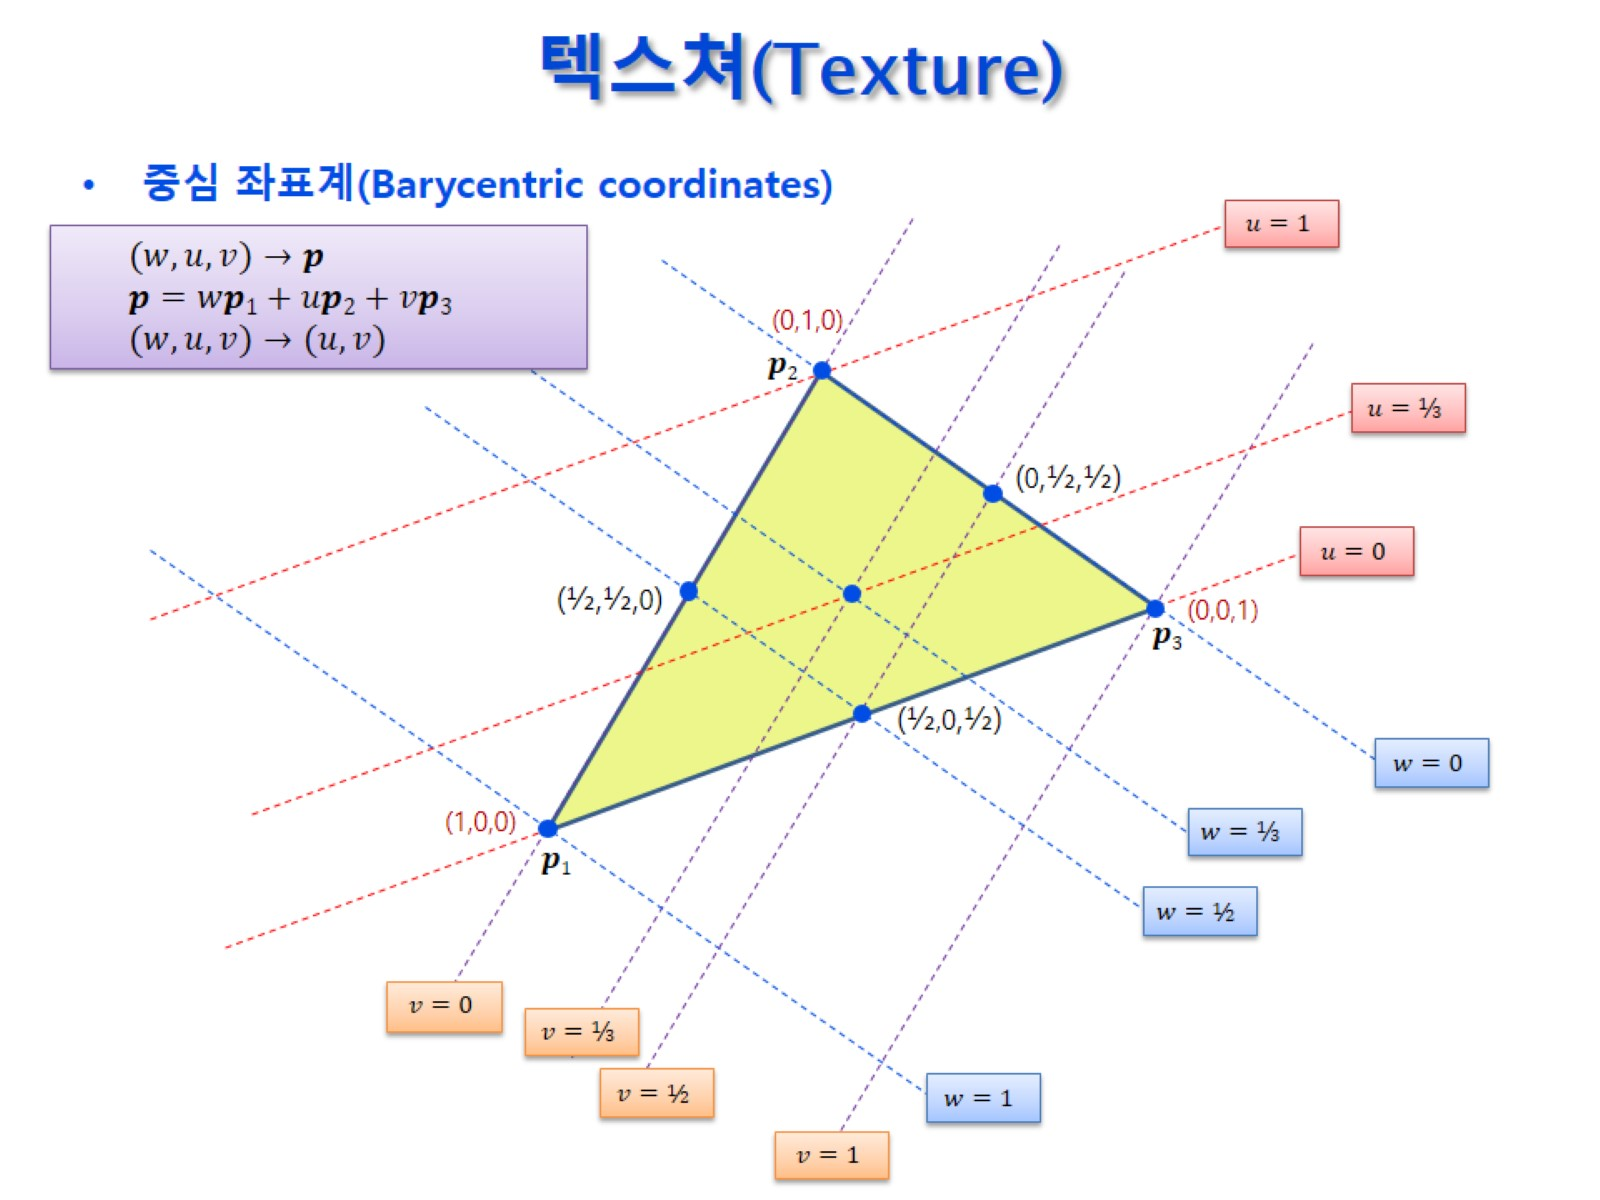 텍스쳐(Texture)
• 중심 좌표계(Barycentric coordinates)
(w, u, v) → p
p = wp₁ + up₂ + vp₃
(w, u, v) → (u, v)
u = 1
(0,1,0)
p₂
u = ⅓
(0,½,½)
u = 0
(½,½,0)
(0,0,1)
p₃
(½,0,½)
w = 0
(1,0,0)
w = ⅓
p₁
w = ½
v = 0
v = ⅓
v = ½
w = 1
v = 1